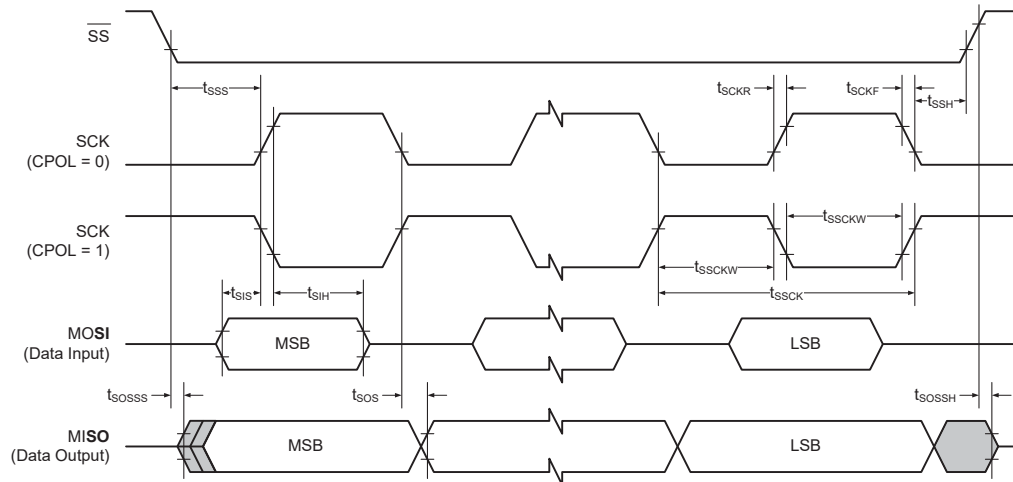 SS
tSSS
tSCKR
tSCKF
tSSH
SCK
(CPOL = 0)
SCK
(CPOL = 1)
tSSCKW
tSSCKW
tSSCK
tSIS
tSIH
MOSI
(Data Input)
MSB
LSB
tSOSSS
tSOS
tSOSSH
MISO
(Data Output)
MSB
LSB